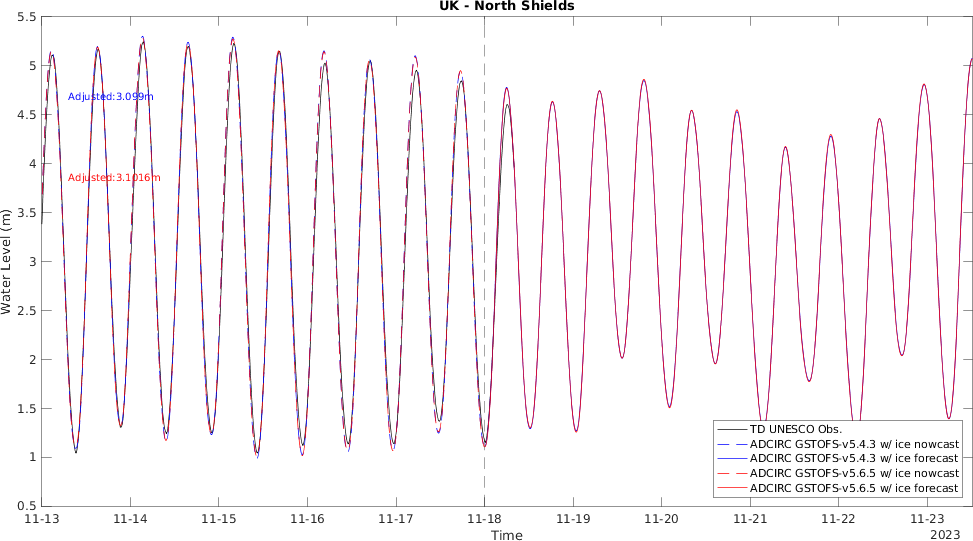 UK - North Shields
5.5
5
4.5
4
3.5
3
2.5
2
1.5
1
0.5
Water Level (m)
Adjusted:3.099m
Adjusted:3.1016m
TD UNESCO Obs.
ADCIRC GSTOFS-v5.4.3 w/ ice nowcast
ADCIRC GSTOFS-v5.4.3 w/ ice forecast
ADCIRC GSTOFS-v5.6.5 w/ ice nowcast
ADCIRC GSTOFS-v5.6.5 w/ ice forecast
11-13 11-14 11-15 11-16 11-17 11-18 11-19 11-20 11-21 11-22 11-23
Time
2023